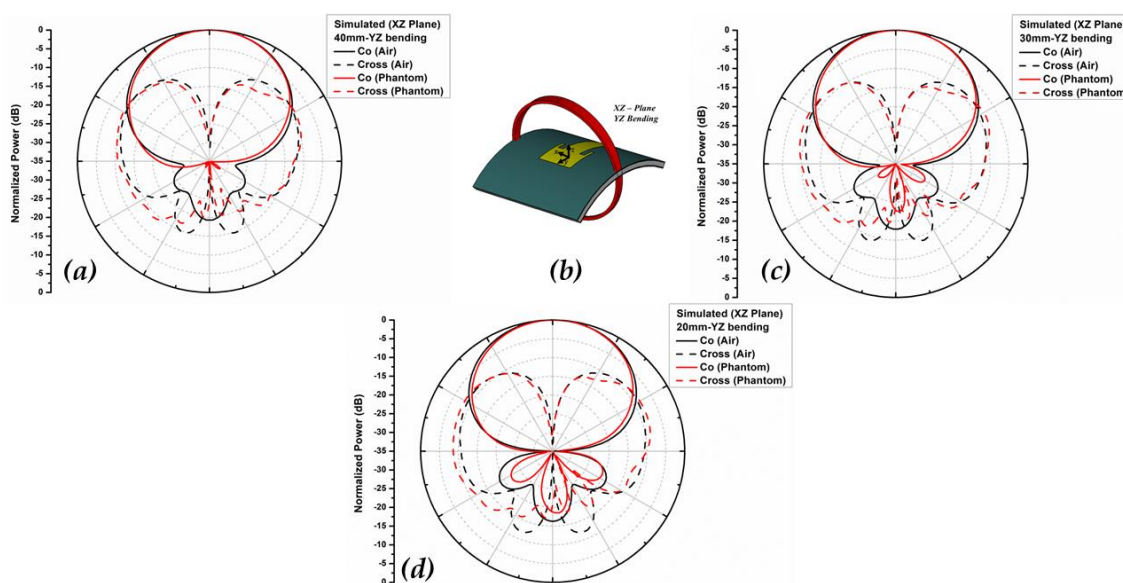 Simulated (XZ Plane)
40mm-YZ bending
Co (Air)
Cross (Air)
Co (Phantom)
Cross (Phantom)
Normalized Power (dB)
0
-5
-10
-15
-20
-25
-30
-35
-30
-25
-20
-15
-10
-5
0
(a)
XZ – Plane
YZ Bending
(b)
Simulated (XZ Plane)
30mm-YZ bending
Co (Air)
Cross (Air)
Co (Phantom)
Cross (Phantom
Normalized Power (dB)
0
-5
-10
-15
-20
-25
-30
-35
-30
-25
-20
-15
-10
-5
0
(c)
Simulated (XZ Plane)
20mm-YZ bending
Co (Air)
Cross (Air)
Co (Phantom)
Cross (Phantom)
Normalized Power (dB)
0
-5
-10
-15
-20
-25
-30
-35
-30
-25
-20
-15
-10
-5
0
(d)